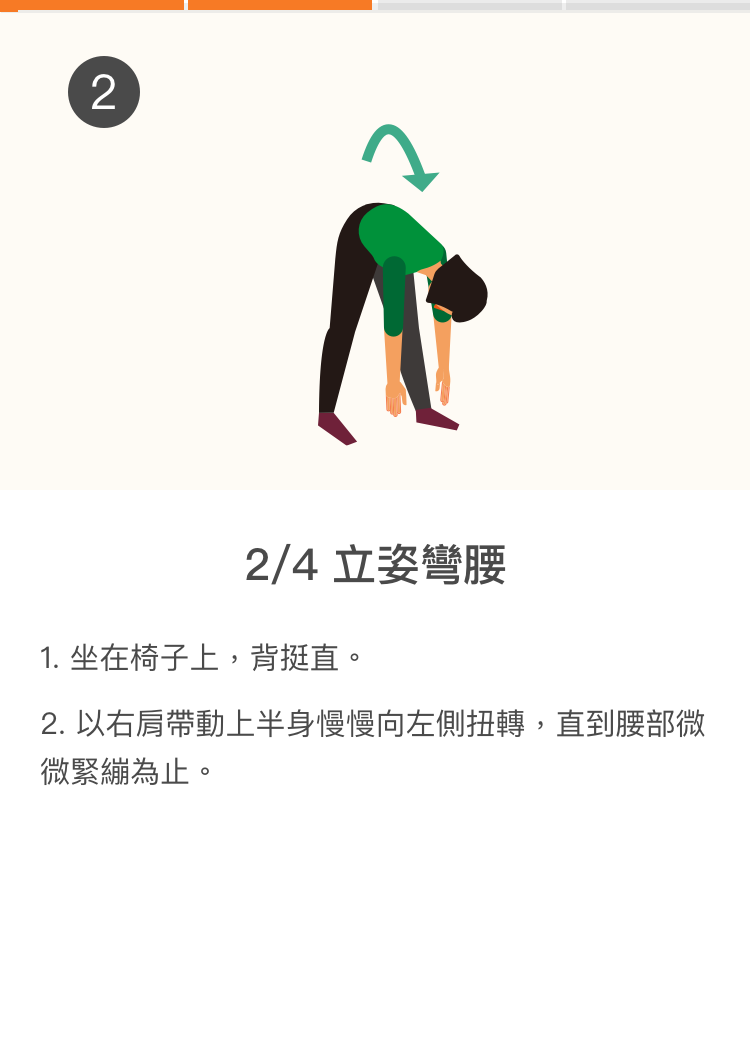 2
2/4 立姿彎腰
1. 坐在椅子上，背挺直。
2. 以右肩帶動上半身慢慢向左側扭轉，直到腰部微
微緊繃為止。